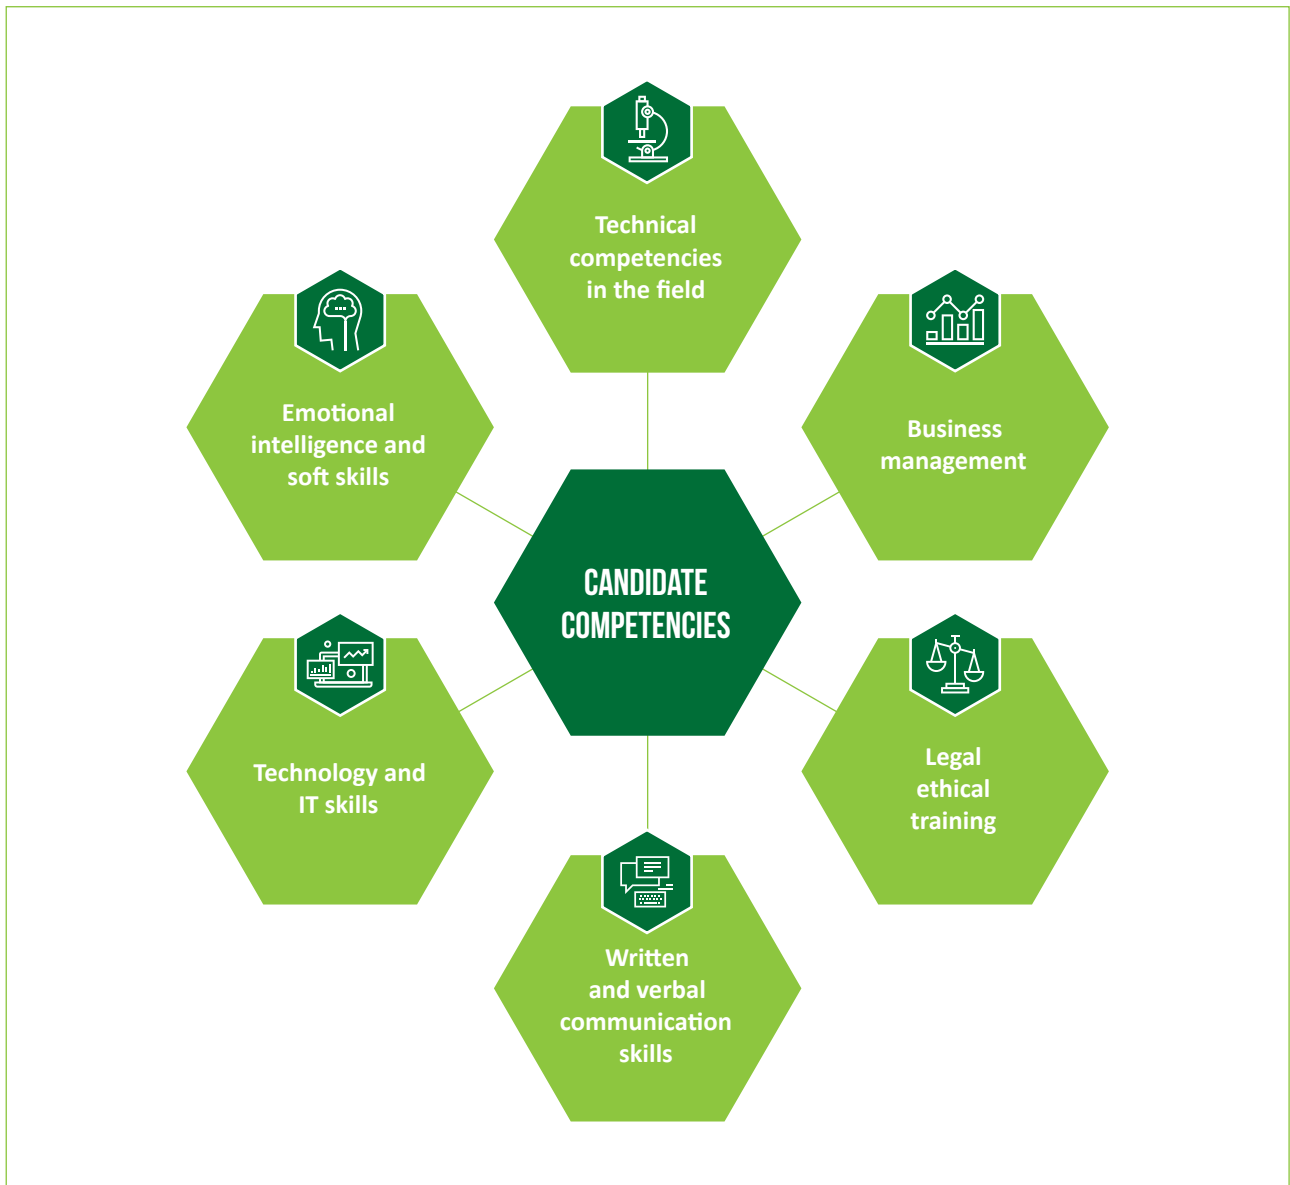 Technical
competencies
in the field
Emotional
intelligence and
soft skills
Business
management
CANDIDATE
COMPETENCIES
Technology and
IT skills
Legal
ethical
training
Written
and verbal
communication
skills